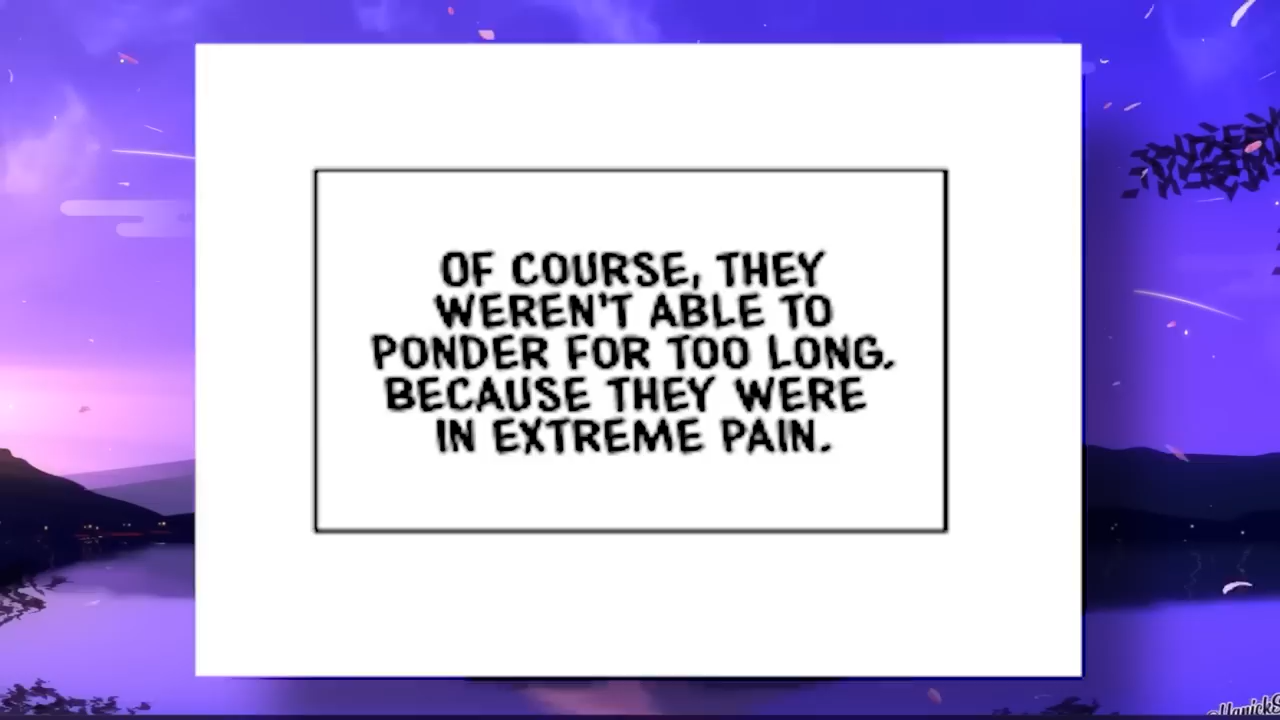 OF COURSE, THEY
WEREN'T ABLE TO
PONDER FOR TOO LONG.
BECAUSE THEY WERE
IN EXTREME PAIN.